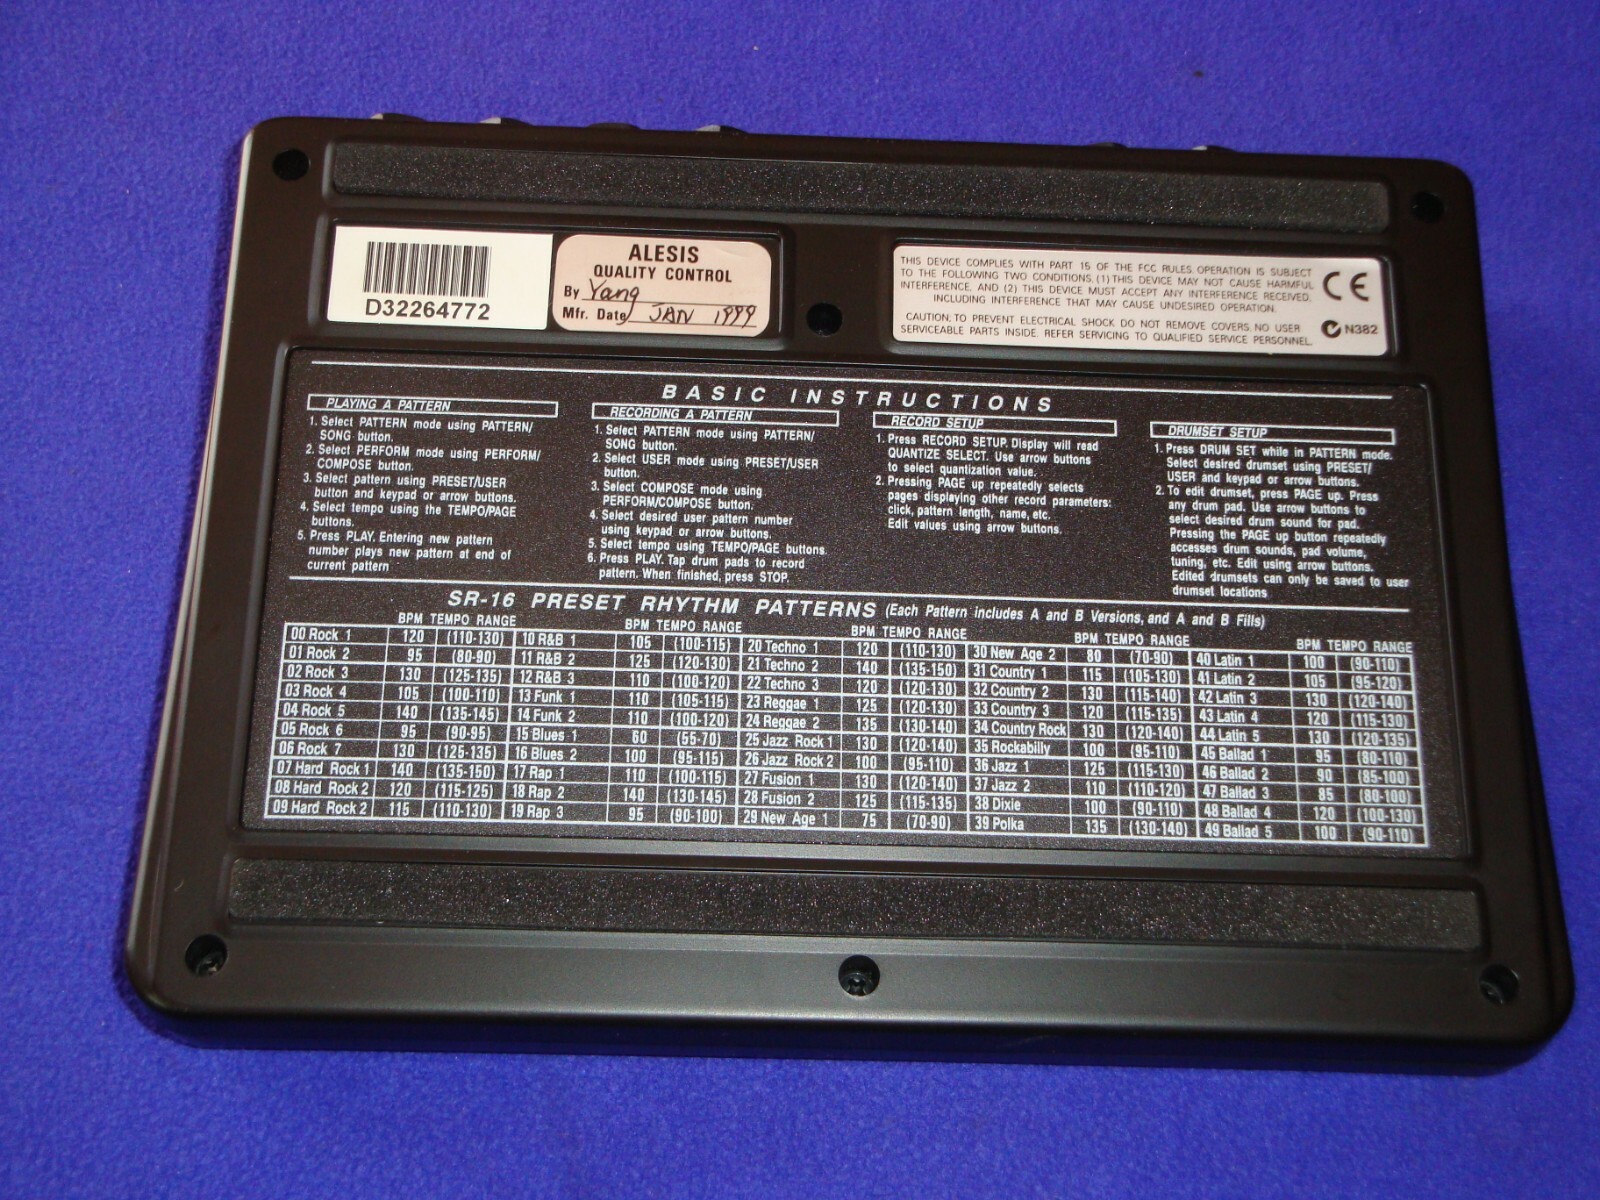 D32264772
ALESIS
QUALITY CONTROL
By Yang
Mfr. Date JAN 1999
THIS DEVICE COMPLIES WITH PART 15 OF THE FCC RULES. OPERATION IS SUBJECT
TO THE FOLLOWING TWO CONDITIONS. (1) THIS DEVICE MAY NOT CAUSE HARMFUL
INTERFERENCE, AND (2) THIS DEVICE MUST ACCEPT ANY INTERFERENCE RECEIVED,
INCLUDING INTERFERENCE THAT MAY CAUSE UNDESIRED OPERATION.
CAUTION: TO PREVENT ELECTRICAL SHOCK DO NOT REMOVE COVERS. NO USER
SERVICEABLE PARTS INSIDE. REFER SERVICING TO QUALIFIED SERVICE PERSONNEL.
CE
N382
BASIC INSTRUCTIONS
PLAYING A PATTERN
1. Select PATTERN mode using PATTERN/
SONG button.
2. Select PERFORM mode using PERFORM/
COMPOSE button.
3. Select pattern using PRESET/USER
button and keypad or arrow buttons.
4. Select tempo using the TEMPO/PAGE
buttons.
5. Press PLAY. Entering new pattern
number plays new pattern at end of
current pattern
RECORDING A PATTERN
1. Select PATTERN mode using PATTERN/
SONG button.
2. Select USER mode using PRESET/USER
button.
3. Select COMPOSE mode using
PERFORM/COMPOSE button.
4. Select desired user pattern number
using keypad or arrow buttons.
5. Select tempo using TEMPO/PAGE buttons.
6. Press PLAY. Tap drum pads to record
pattern. When finished, press STOP.
RECORD SETUP
1. Press RECORD SETUP. Display will read
QUANTIZE SELECT. Use arrow buttons
to select quantization value.
2. Pressing PAGE up repeatedly selects
pages displaying other record parameters:
click, pattern length, name, etc.
Edit values using arrow buttons.
DRUMSET SETUP
1. Press DRUM SET while in PATTERN mode.
Select desired drumset using PRESET/
USER and keypad or arrow buttons.
2. To edit drumset, press PAGE up. Press
any drum pad. Use arrow buttons to
select desired drum sound for pad.
Pressing the PAGE up button repeatedly
accesses drum sounds, pad volume,
tuning, etc. Edit using arrow buttons.
Edited drumsets can only be saved to user
drumset locations
SR-16 PRESET RHYTHM PATTERNS (Each Pattern includes A and B Versions, and A and B Fills)
BPM TEMPO RANGE BPM TEMPO RANGE BPM TEMPO RANGE BPM TEMPO RANGE BPM TEMPO RANGE
00 Rock 1 120 (110-130) 10 R&B 1 105 (100-115) 20 Techno 1 120 (110-130) 30 New Age 2 80 (70-90) 40 Latin 1 100 (90-110)
01 Rock 2 95 (80-90) 11 R&B 2 125 (120-130) 21 Techno 2 140 (135-150) 31 Country 1 115 (105-130) 41 Latin 2 105 (95-120)
02 Rock 3 130 (125-135) 12 R&B 3 110 (100-120) 22 Techno 3 120 (120-130) 32 Country 2 130 (115-140) 42 Latin 3 130 (120-140)
03 Rock 4 105 (100-110) 13 Funk 1 110 (105-115) 23 Reggae 1 125 (120-130) 33 Country 3 120 (115-135) 43 Latin 4 120 (115-130)
04 Rock 5 140 (135-145) 14 Funk 2 110 (100-120) 24 Reggae 2 135 (130-140) 34 Country Rock 130 (120-140) 44 Latin 5 130 (120-135)
05 Rock 6 95 (90-95) 15 Blues 1 60 (55-70) 25 Jazz Rock 1 130 (120-140) 35 Rockabilly 100 (95-110) 45 Ballad 1 95 (80-110)
06 Rock 7 130 (125-135) 16 Blues 2 100 (95-115) 26 Jazz Rock 2 100 (95-110) 36 Jazz 1 125 (115-130) 46 Ballad 2 90 (85-100)
07 Hard Rock 1 140 (135-150) 17 Rap 1 110 (100-115) 27 Fusion 1 130 (120-140) 37 Jazz 2 110 (110-120) 47 Ballad 3 85 (80-100)
08 Hard Rock 2 120 (115-125) 18 Rap 2 140 (130-145) 28 Fusion 2 125 (115-135) 38 Dixie 100 (90-110) 48 Ballad 4 120 (100-130)
09 Hard Rock 2 115 (110-130) 19 Rap 3 95 (90-100) 29 New Age 1 75 (70-90) 39 Polka 135 (130-140) 49 Ballad 5 100 (90-110)